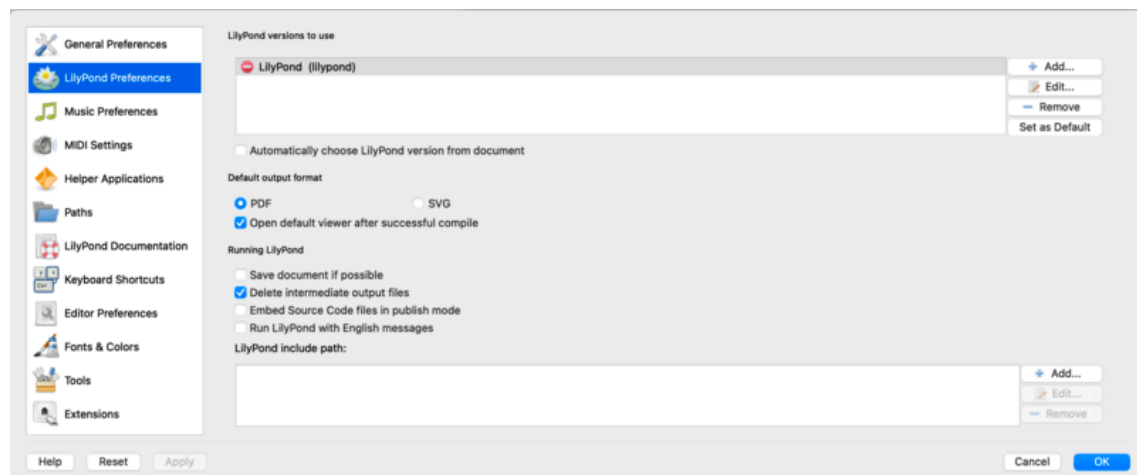 General Preferences
LilyPond Preferences
Music Preferences
MIDI Settings
Helper Applications
Paths
LilyPond Documentation
Keyboard Shortcuts
Editor Preferences
Fonts & Colors
Tools
Extensions
LilyPond versions to use
LilyPond (lilypond)
Add...
Edit...
Remove
Set as Default
Automatically choose LilyPond version from document
Default output format
PDF SVG
Open default viewer after successful compile
Running LilyPond
Save document if possible
Delete intermediate output files
Embed Source Code files in publish mode
Run LilyPond with English messages
LilyPond include path:
Add...
Edit...
Remove
Help Reset Apply Cancel OK